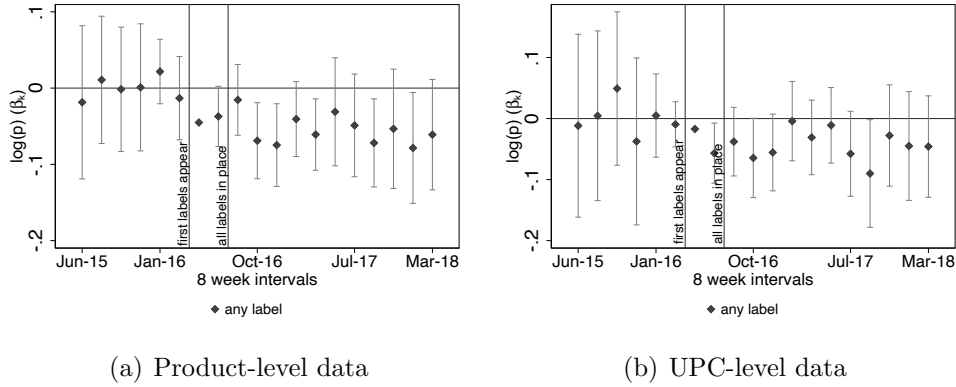 .1
0
-.1
-.2
log(p) (βk)
first labels appear
all labels in place
Jun-15
Jan-16
Oct-16
Jul-17
Mar-18
8 week intervals
any label
(a) Product-level data
.1
0
-.1
-.2
log(p) (βk)
first labels appear
all labels in place
Jun-15
Jan-16
Oct-16
Jul-17
Mar-18
8 week intervals
any label
(b) UPC-level data